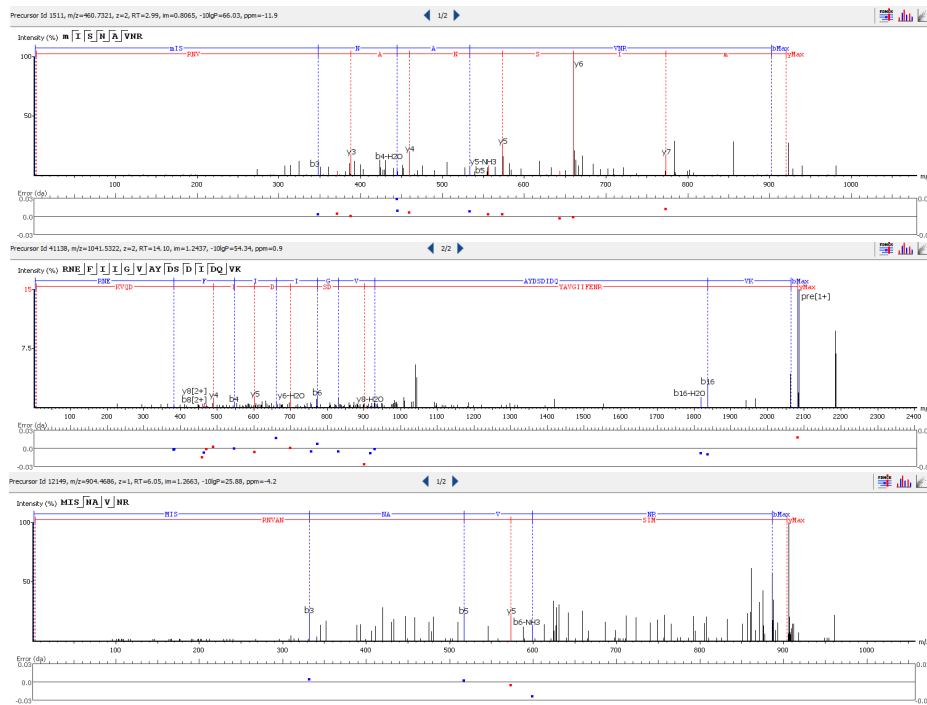 Precursor Id 1511, m/z=460.7321, z=2, RT=2.99, im=0.8065, -10lgP=66.03, ppm=-11.9
1/2
Intensity (%) m I S N A VNR
mIS N A VNR bMax
RNV A N S I m yMax
100
50
y6
b3 y3 b4-H2O y4 y5-NH3 b5 y5 y7
100 200 300 400 500 600 700 800 900 1000
Error (da)
0.03
0.0
-0.03
Precursor Id 41138, m/z=1041.5322, z=2, RT=14.10, im=1.2437, -10lgP=54.34, ppm=0.9
2/2
Intensity (%) RNE F I I G V AY DS D I DQ VK
RNE F I I G V AYDSDIDQ VK bMax
KVQD I D SD YAVGIIFENR yMax
15
7.5
pre[1+]
y8[2+] b8[2+] y4 b4 y5 y6-H2O b6 y8-H2O b16-H2O b16
100 200 300 400 500 600 700 800 900 1000 1100 1200 1300 1400 1500 1600 1700 1800 1900 2000 2100 2200 2300 2400
Error (da)
0.03
0.0
-0.03
Precursor Id 12149, m/z=904.4686, z=1, RT=6.05, im=1.2663, -10lgP=25.88, ppm=-4.2
1/2
Intensity (%) MIS NA V NR
MIS NA V NR bMax
RNVAN SIM yMax
100
50
b3 b5 y5 b6-NH3
100 200 300 400 500 600 700 800 900 1000
Error (da)
0.03
0.0
-0.03